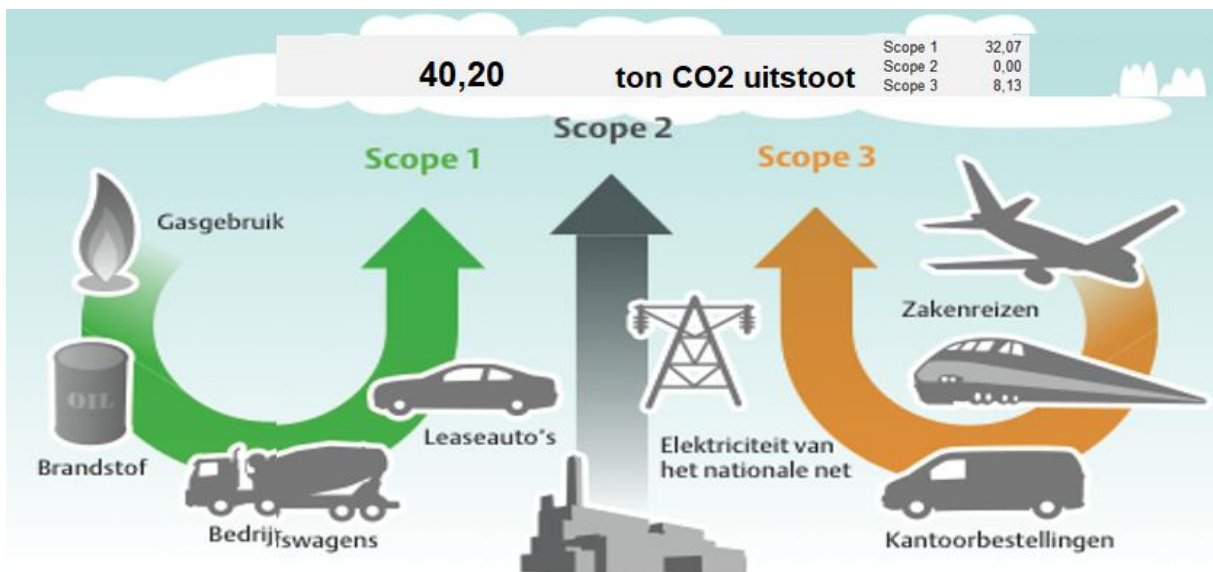 40,20 ton CO2 uitstoot
Scope 1 32,07
Scope 2 0,00
Scope 3 8,13
Scope 2
Scope 1
Scope 3
Gasgebruik
Zakenreizen
OIL
Leaseauto's
Elektriciteit van
het nationale net
Brandstof
Bedrijfswagens
Kantoorbestellingen